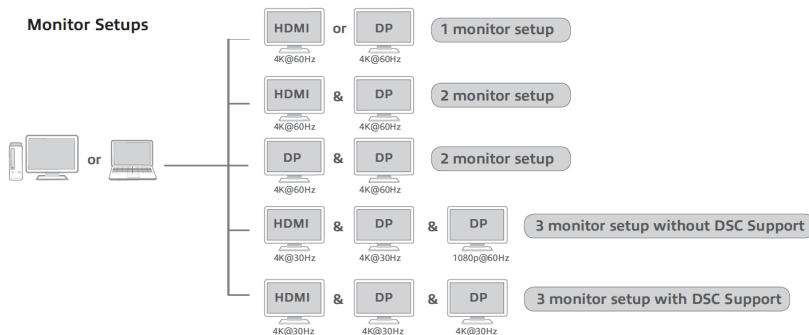 Monitor Setups
HDMI or DP 1 monitor setup
4K@60Hz 4K@60Hz
HDMI & DP 2 monitor setup
4K@60Hz 4K@60Hz
or
DP & DP 2 monitor setup
4K@60Hz 4K@60Hz
HDMI & DP & DP 3 monitor setup without DSC Support
4K@30Hz 4K@30Hz 1080p@60Hz
HDMI & DP & DP 3 monitor setup with DSC Support
4K@30Hz 4K@30Hz 4K@30Hz